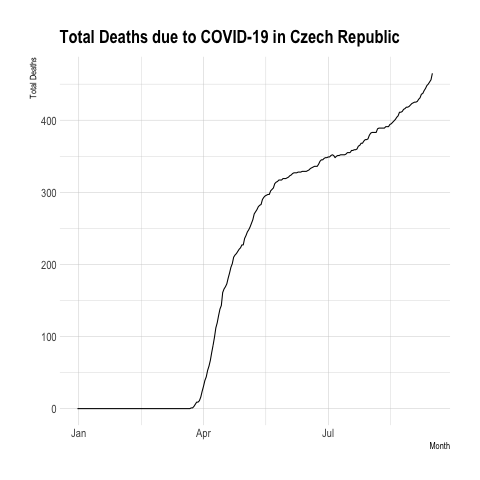 Total Deaths due to COVID-19 in Czech Republic
Total Deaths
400
300
200
100
0
Jan Apr Jul
Month